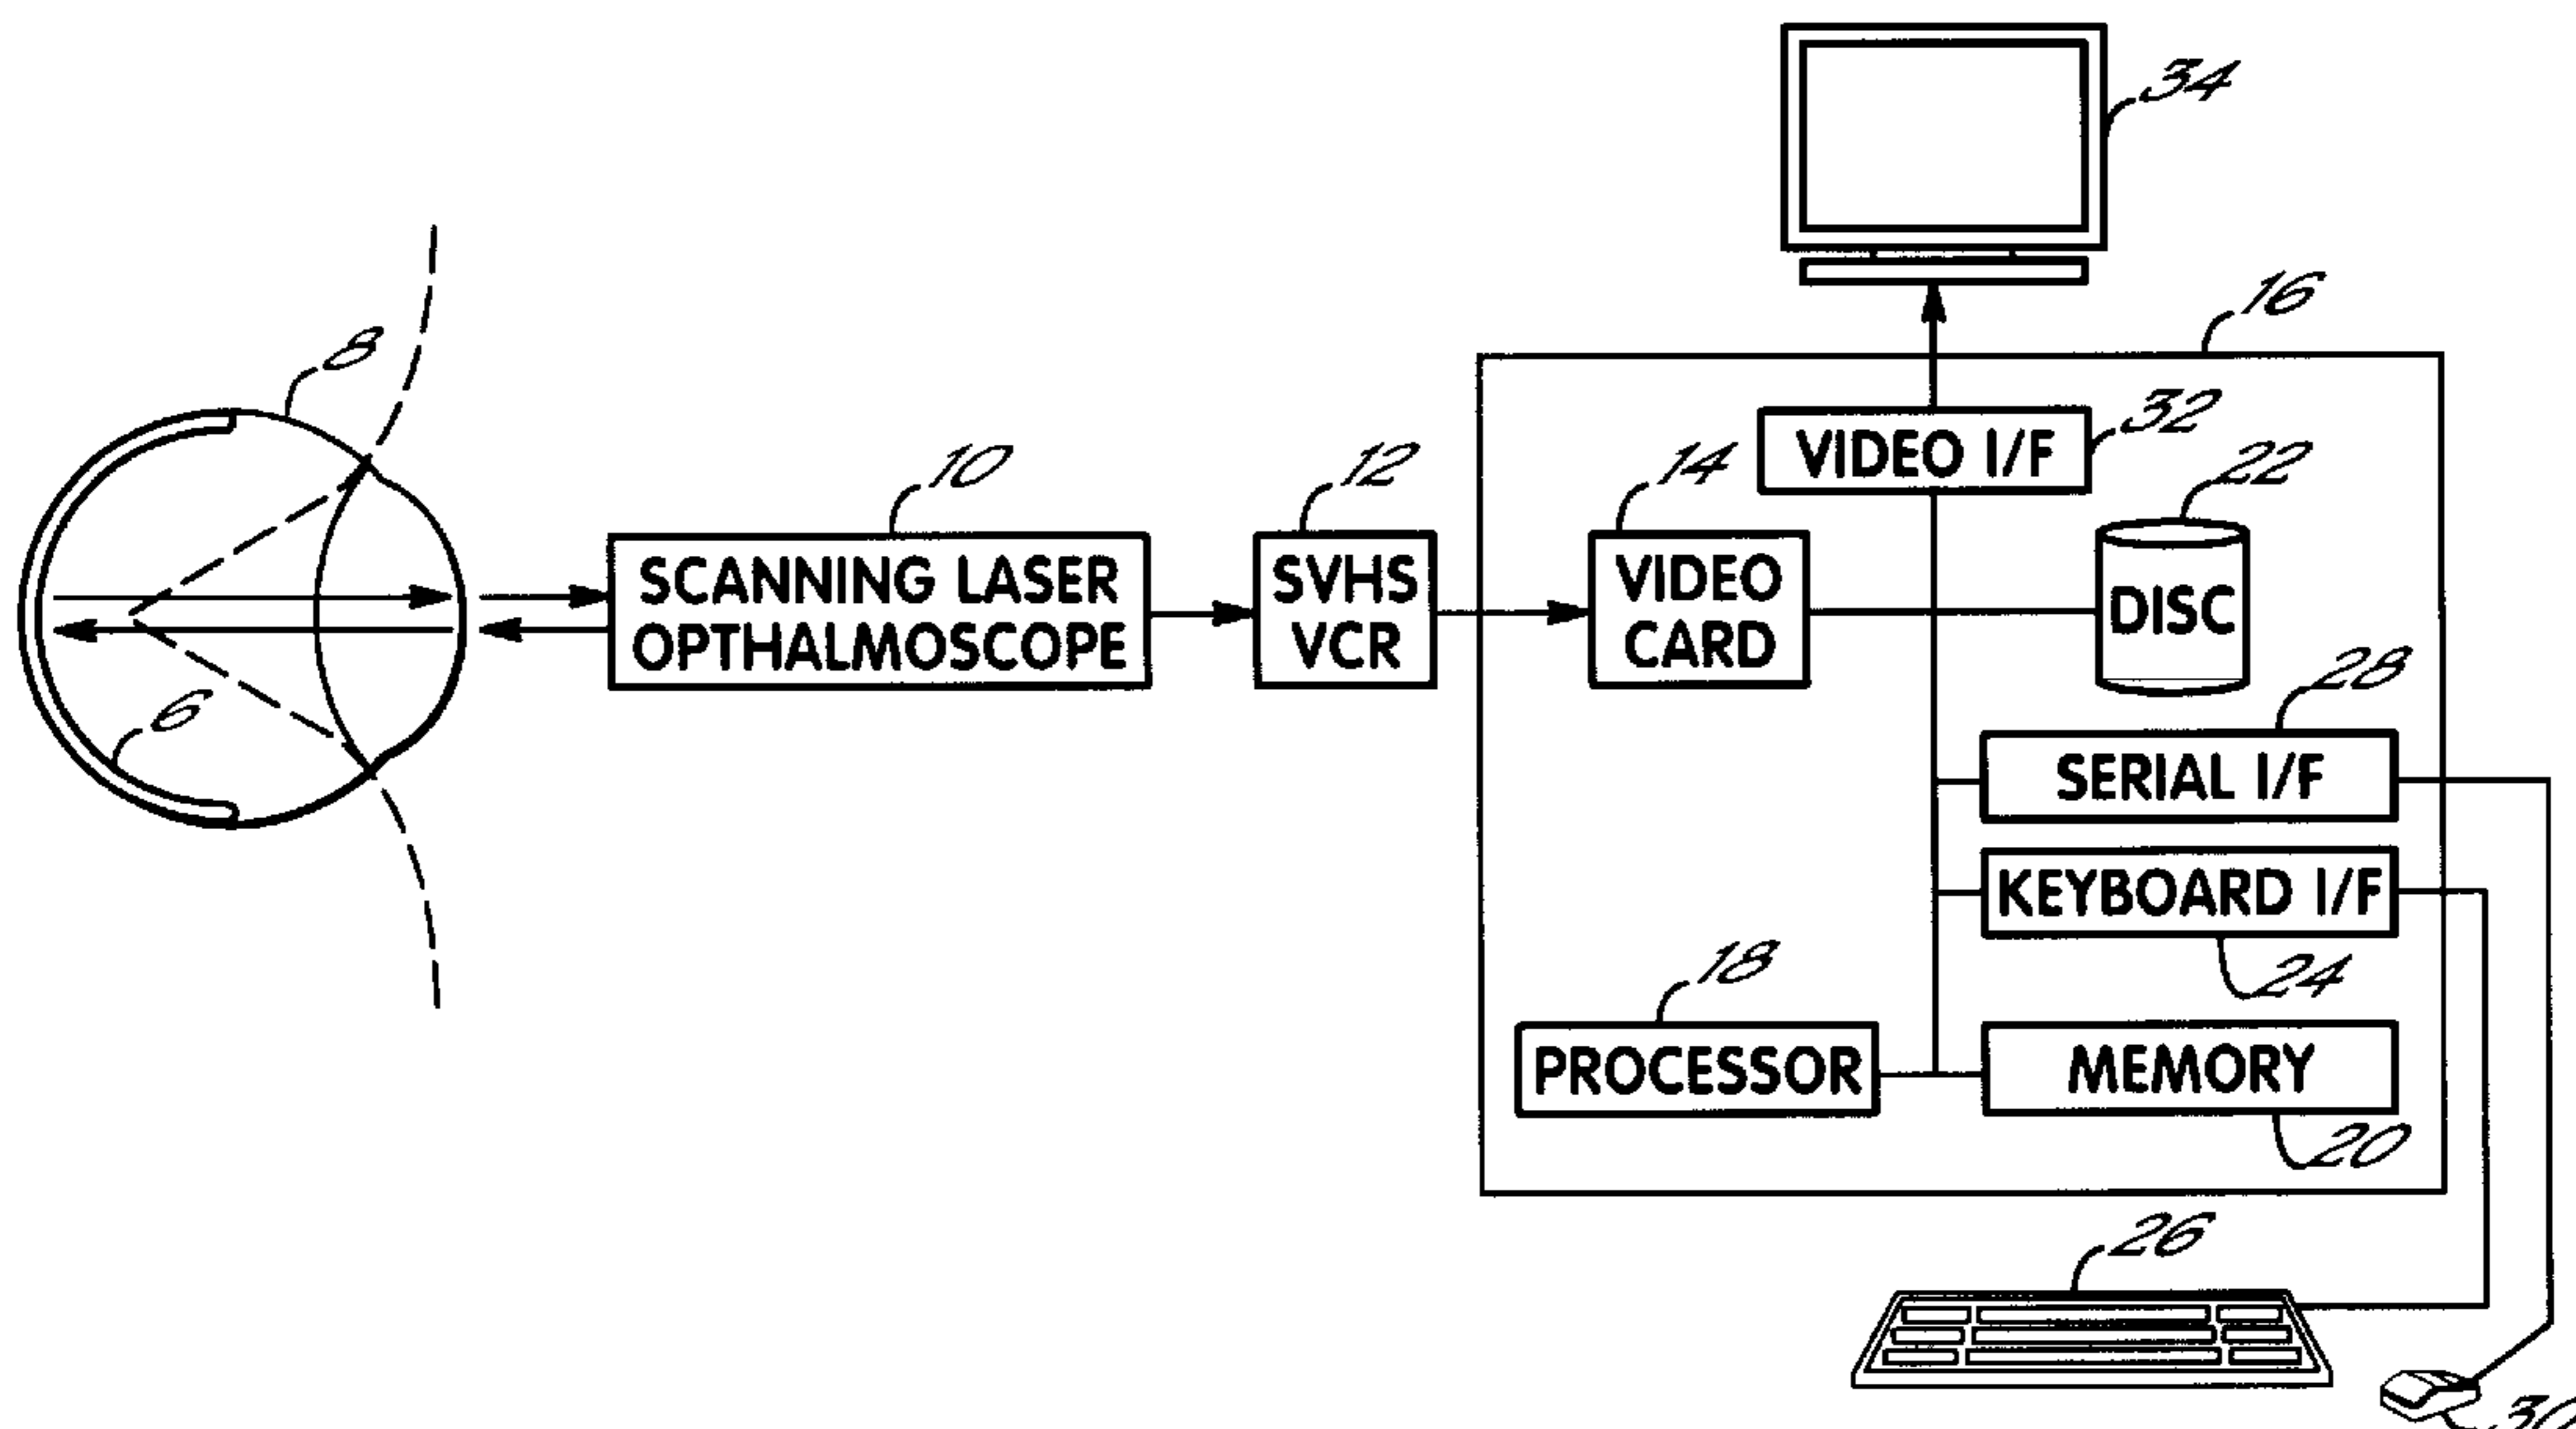 34
16
8
VIDEO I/F
32
10
12
14
22
SCANNING LASER
OPTHALMOSCOPE
SVHS
VCR
VIDEO
CARD
DISC
6
28
SERIAL I/F
KEYBOARD I/F
24
18
PROCESSOR
MEMORY
20
26
30